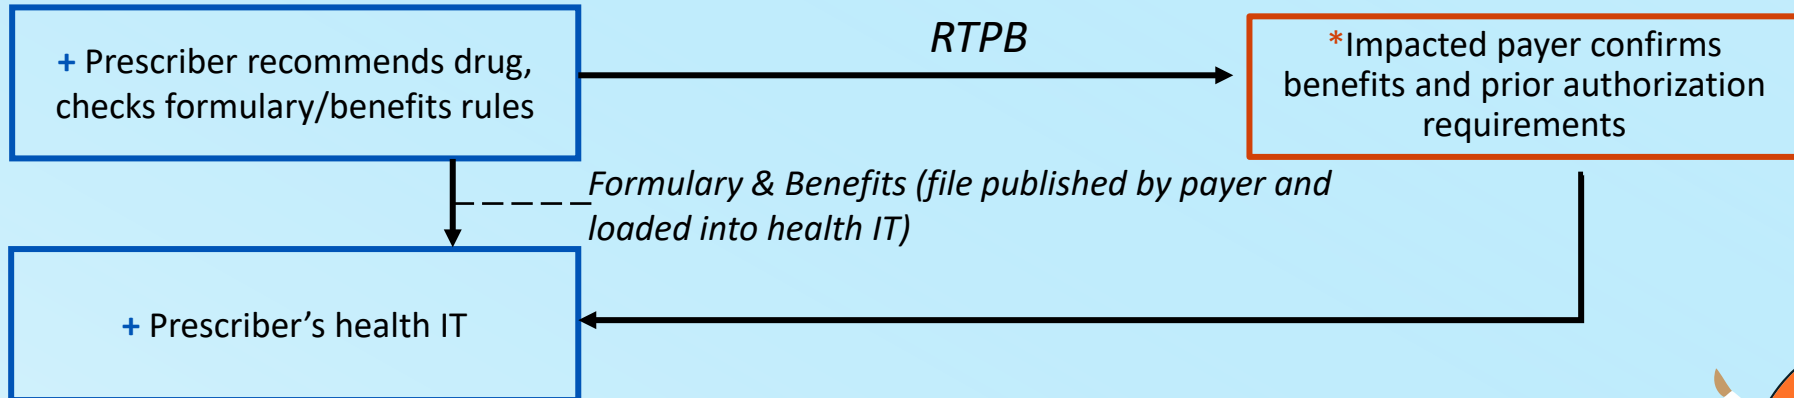 + Prescriber recommends drug,
checks formulary/benefits rules
RTPB
*Impacted payer confirms
benefits and prior authorization
requirements
Formulary & Benefits (file published by payer and
loaded into health IT)
+ Prescriber’s health IT